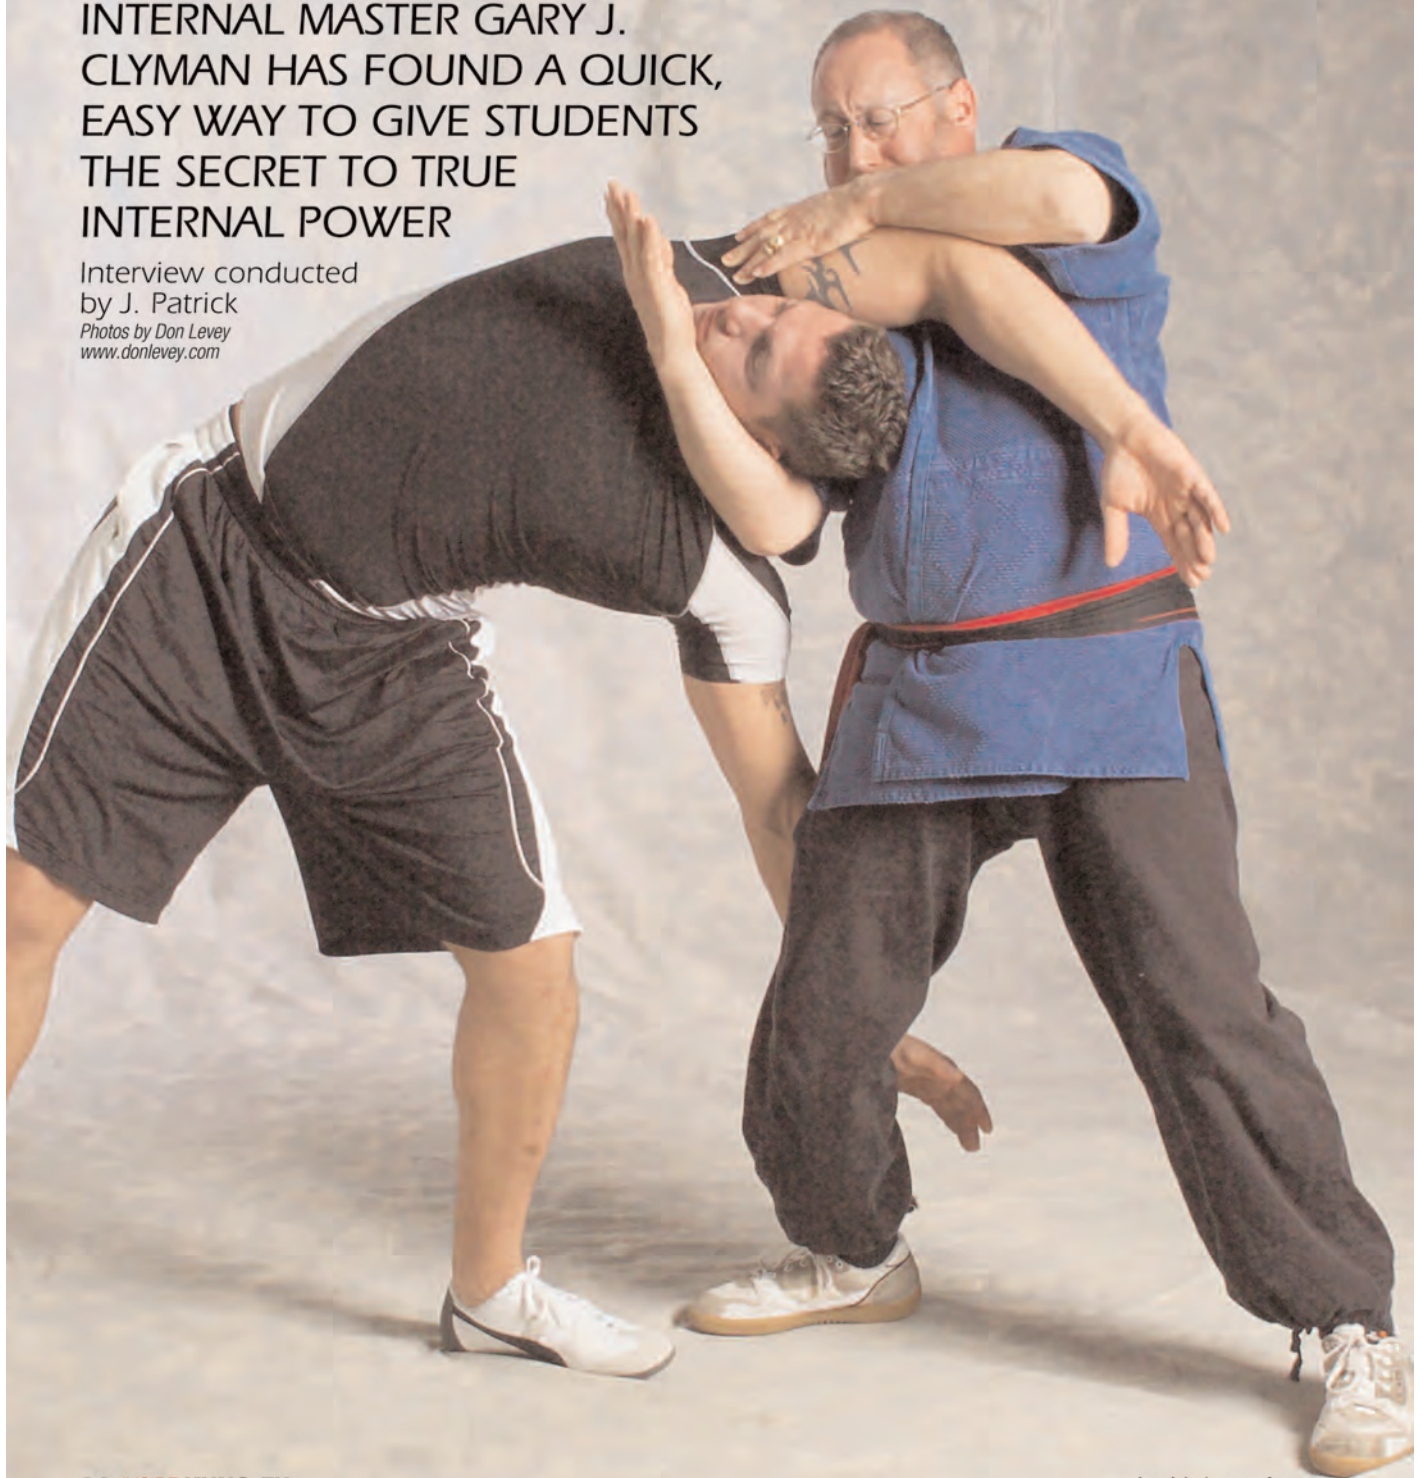 INTERNAL MASTER GARY J.
CLYMAN HAS FOUND A QUICK,
EASY WAY TO GIVE STUDENTS
THE SECRET TO TRUE
INTERNAL POWER
Interview conducted
by J. Patrick
Photos by Don Levey
www.donlevey.com